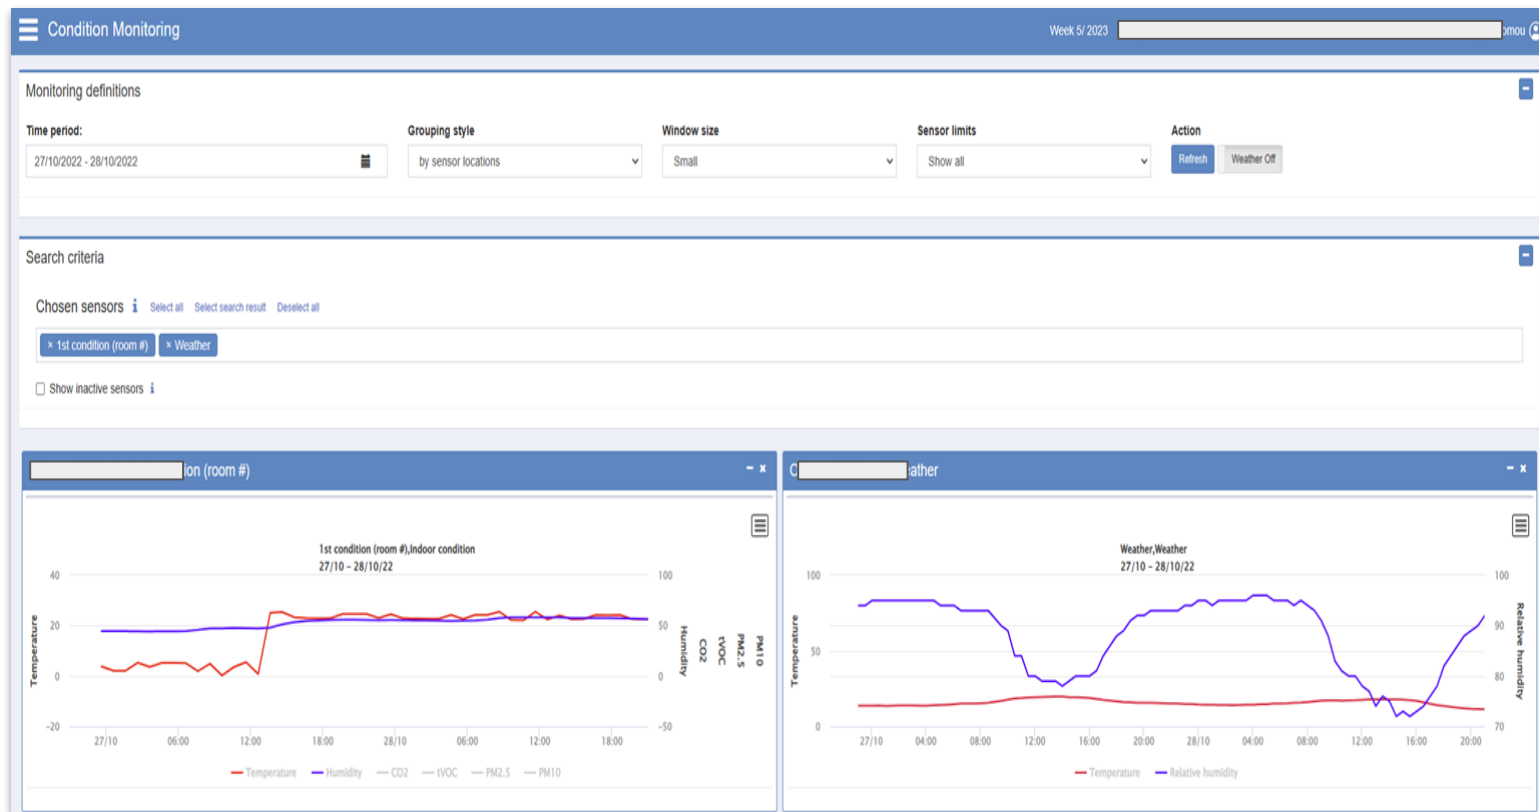 Condition Monitoring
Week 5/ 2023
omou
Monitoring definitions
Time period:
Grouping style
Window size
Sensor limits
Action
27/10/2022 - 28/10/2022
by sensor locations
Small
Show all
Refresh
Weather Off
Search criteria
Chosen sensors i Select all Select search result Deselect all
× 1st condition (room #) × Weather
Show inactive sensors i
ion (room #)
1st condition (room #),Indoor condition
27/10 – 28/10/22
40
20
0
−20
Temperature
100
50
0
−50
Humidity
CO2
tVOC
PM2.5
PM10
27/10 06:00 12:00 18:00 28/10 06:00 12:00 18:00
Temperature Humidity CO2 tVOC PM2.5 PM10
C ather
Weather,Weather
27/10 – 28/10/22
100
50
0
Temperature
100
90
80
70
Relative humidity
27/10 04:00 08:00 12:00 16:00 20:00 28/10 04:00 08:00 12:00 16:00 20:00
Temperature Relative humidity